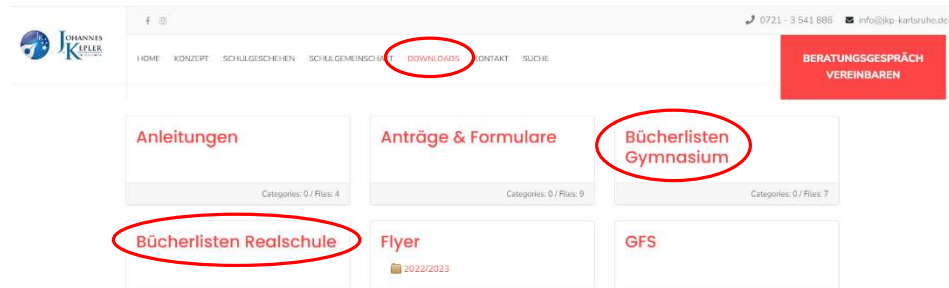 0721 - 3 541 886 info@jkp-karlsruhe.de
JOHANNES
KEPLER
HOME KONZEPT SCHULGESCHEHEN SCHULGEMEINSCHAFT DOWNLOADS KONTAKT SUCHE
BERATUNGSGESPRÄCH
VEREINBAREN
Anleitungen
Categories: 0 / Files: 4
Anträge & Formulare
Categories: 0 / Files: 9
Bücherlisten
Gymnasium
Categories: 0 / Files: 7
Bücherlisten Realschule
Flyer
2022/2023
GFS